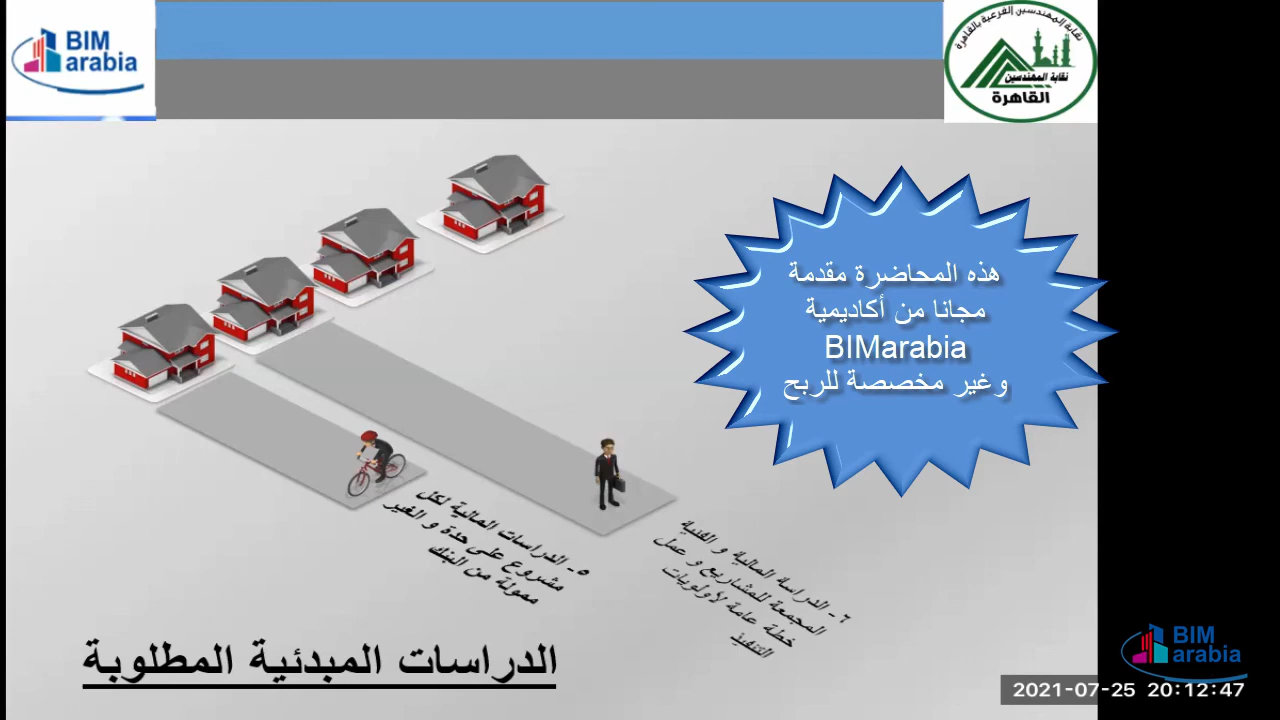 BIM
arabia
نقابة المهندسين الفرعية بالقاهرة
نقابة المهندسين
القاهرة
هذه المحاضرة مقدمة
مجانا من أكاديمية
BIMarabia
وغير مخصصة للربح
٥- الدراسات المالية لكل
مشروع على حدة و الغير
ممولة من البنك
٦- الدراسة المالية و الفنية
المجمعة للمشاريع و عمل
خطة عامة لأولويات
التنفيذ
الدراسات المبدئية المطلوبة
BIM
arabia
2021-07-25 20:12:47